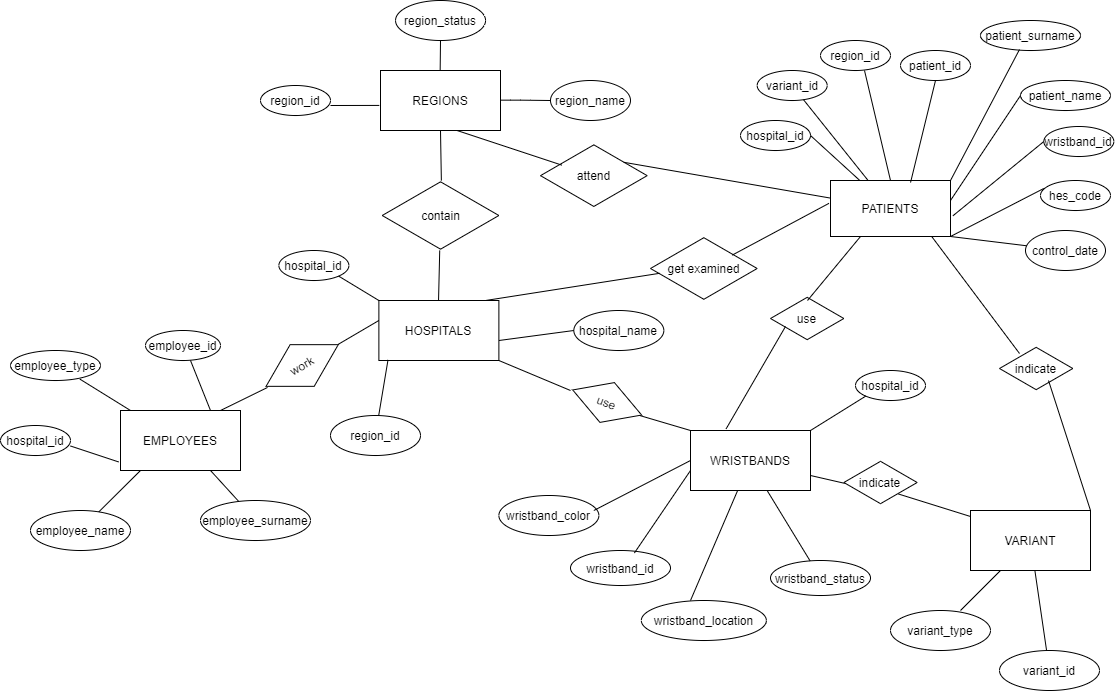 region_status
patient_surname
region_id
patient_id
variant_id
patient_name
region_id
REGIONS
region_name
hospital_id
wristband_id
attend
contain
PATIENTS
hes_code
control_date
hospital_id
get examined
use
HOSPITALS
hospital_name
employee_id
employee_type
work
indicate
hospital_id
use
region_id
hospital_id
EMPLOYEES
WRISTBANDS
indicate
wristband_color
employee_name
employee_surname
VARIANT
wristband_id
wristband_status
wristband_location
variant_type
variant_id